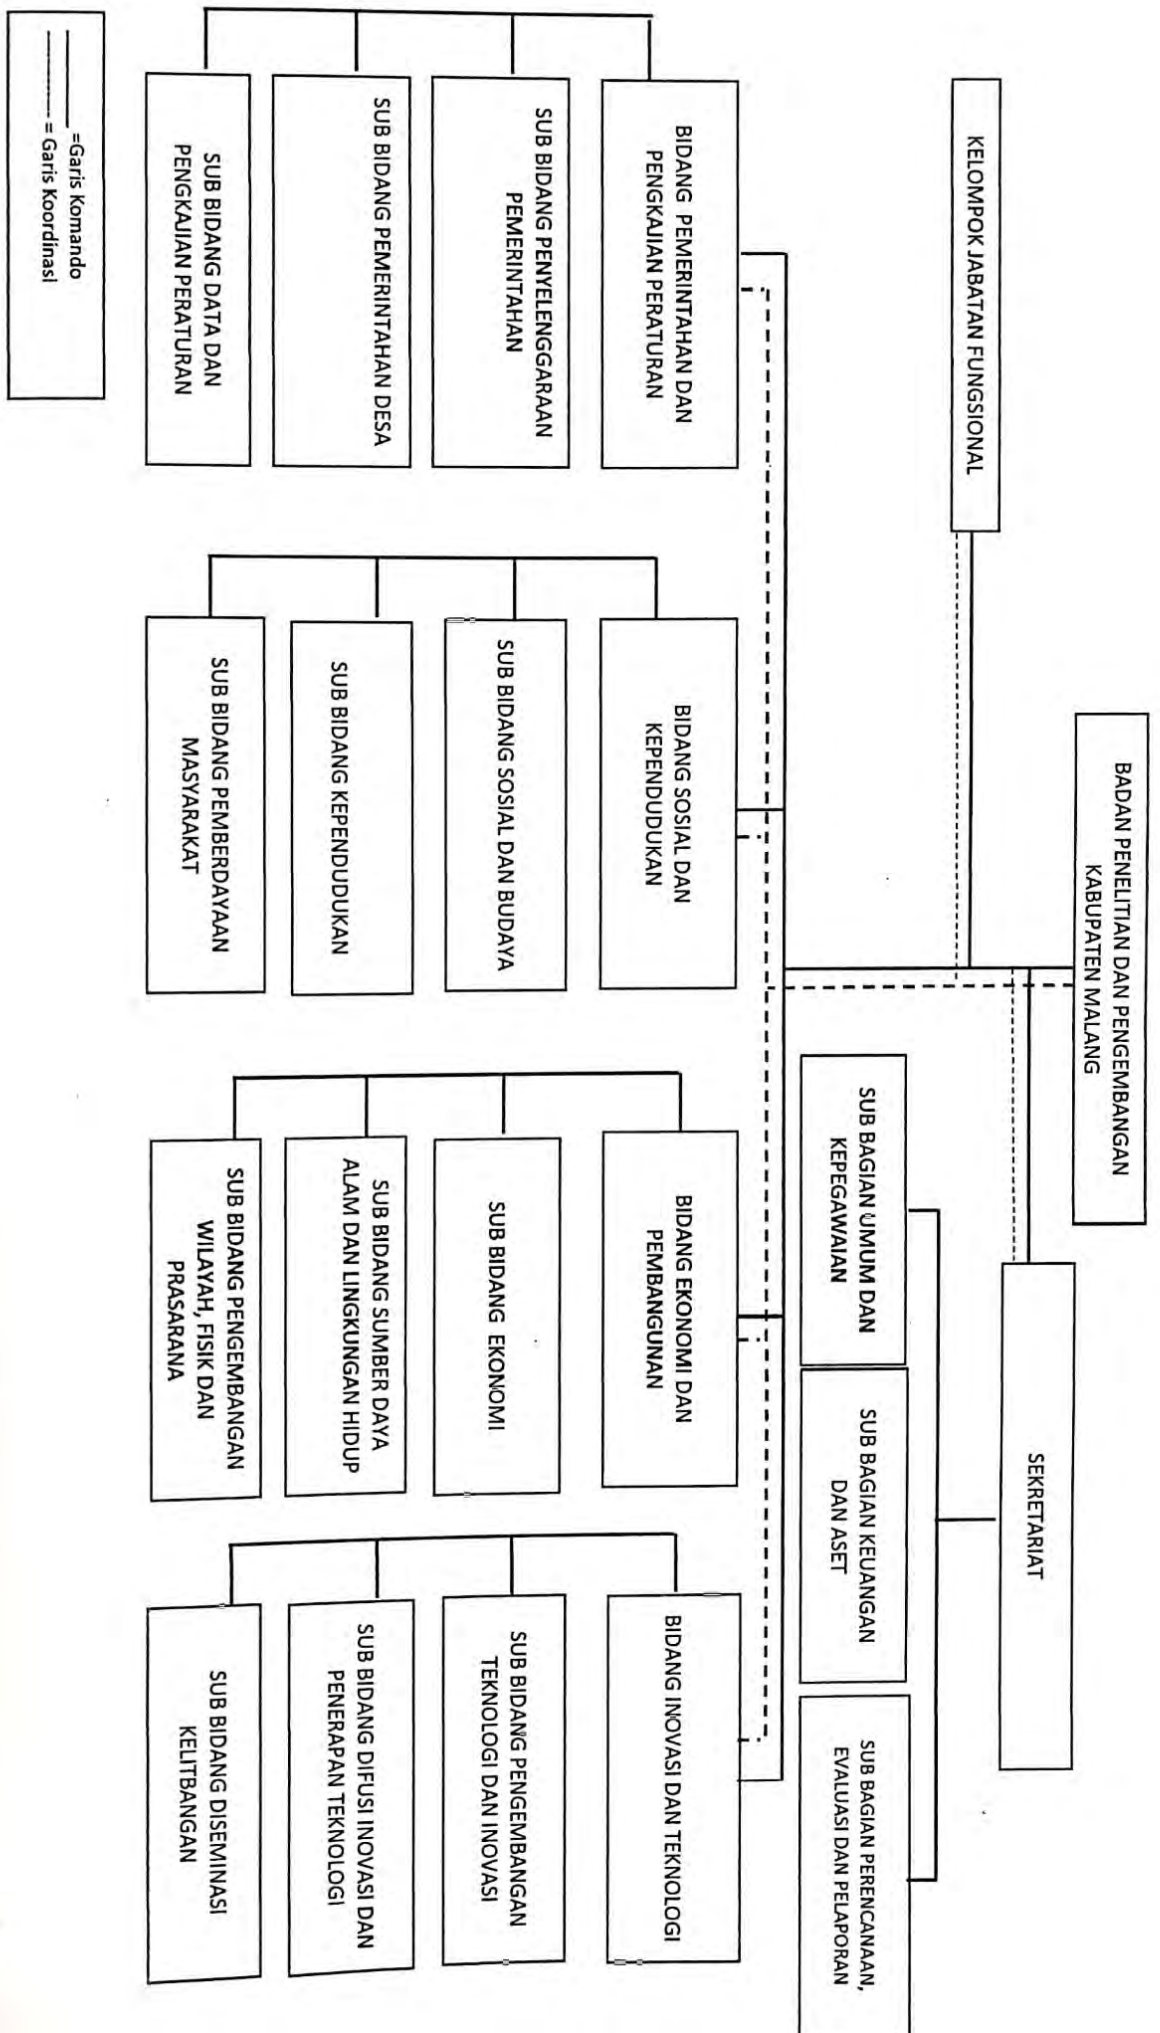 BADAN PENELITIAN DAN PENGEMBANGAN
KABUPATEN MALANG
SEKRETARIAT
KELOMPOK JABATAN FUNGSIONAL
SUB BAGIAN UMUM DAN
KEPEGAWAIAN
SUB BAGIAN KEUANGAN
DAN ASET
SUB BAGIAN PERENCANAAN,
EVALUASI DAN PELAPORAN
BIDANG PEMERINTAHAN DAN
PENGKAJIAN PERATURAN
SUB BIDANG PENYELENGGARAAN
PEMERINTAHAN
SUB BIDANG PEMERINTAHAN DESA
SUB BIDANG DATA DAN
PENGKAJIAN PERATURAN
BIDANG SOSIAL DAN
KEPENDUDUKAN
SUB BIDANG SOSIAL DAN BUDAYA
SUB BIDANG KEPENDUDUKAN
SUB BIDANG PEMBERDAYAAN
MASYARAKAT
BIDANG EKONOMI DAN
PEMBANGUNAN
SUB BIDANG EKONOMI
SUB BIDANG SUMBER DAYA
ALAM DAN LINGKUNGAN HIDUP
SUB BIDANG PENGEMBANGAN
WILAYAH, FISIK DAN
PRASARANA
BIDANG INOVASI DAN TEKNOLOGI
SUB BIDANG PENGEMBANGAN
TEKNOLOGI DAN INOVASI
SUB BIDANG DIFUSI INOVASI DAN
PENERAPAN TEKNOLOGI
SUB BIDANG DISEMINASI
KELITBANGAN
=Garis Komando
= Garis Koordinasi